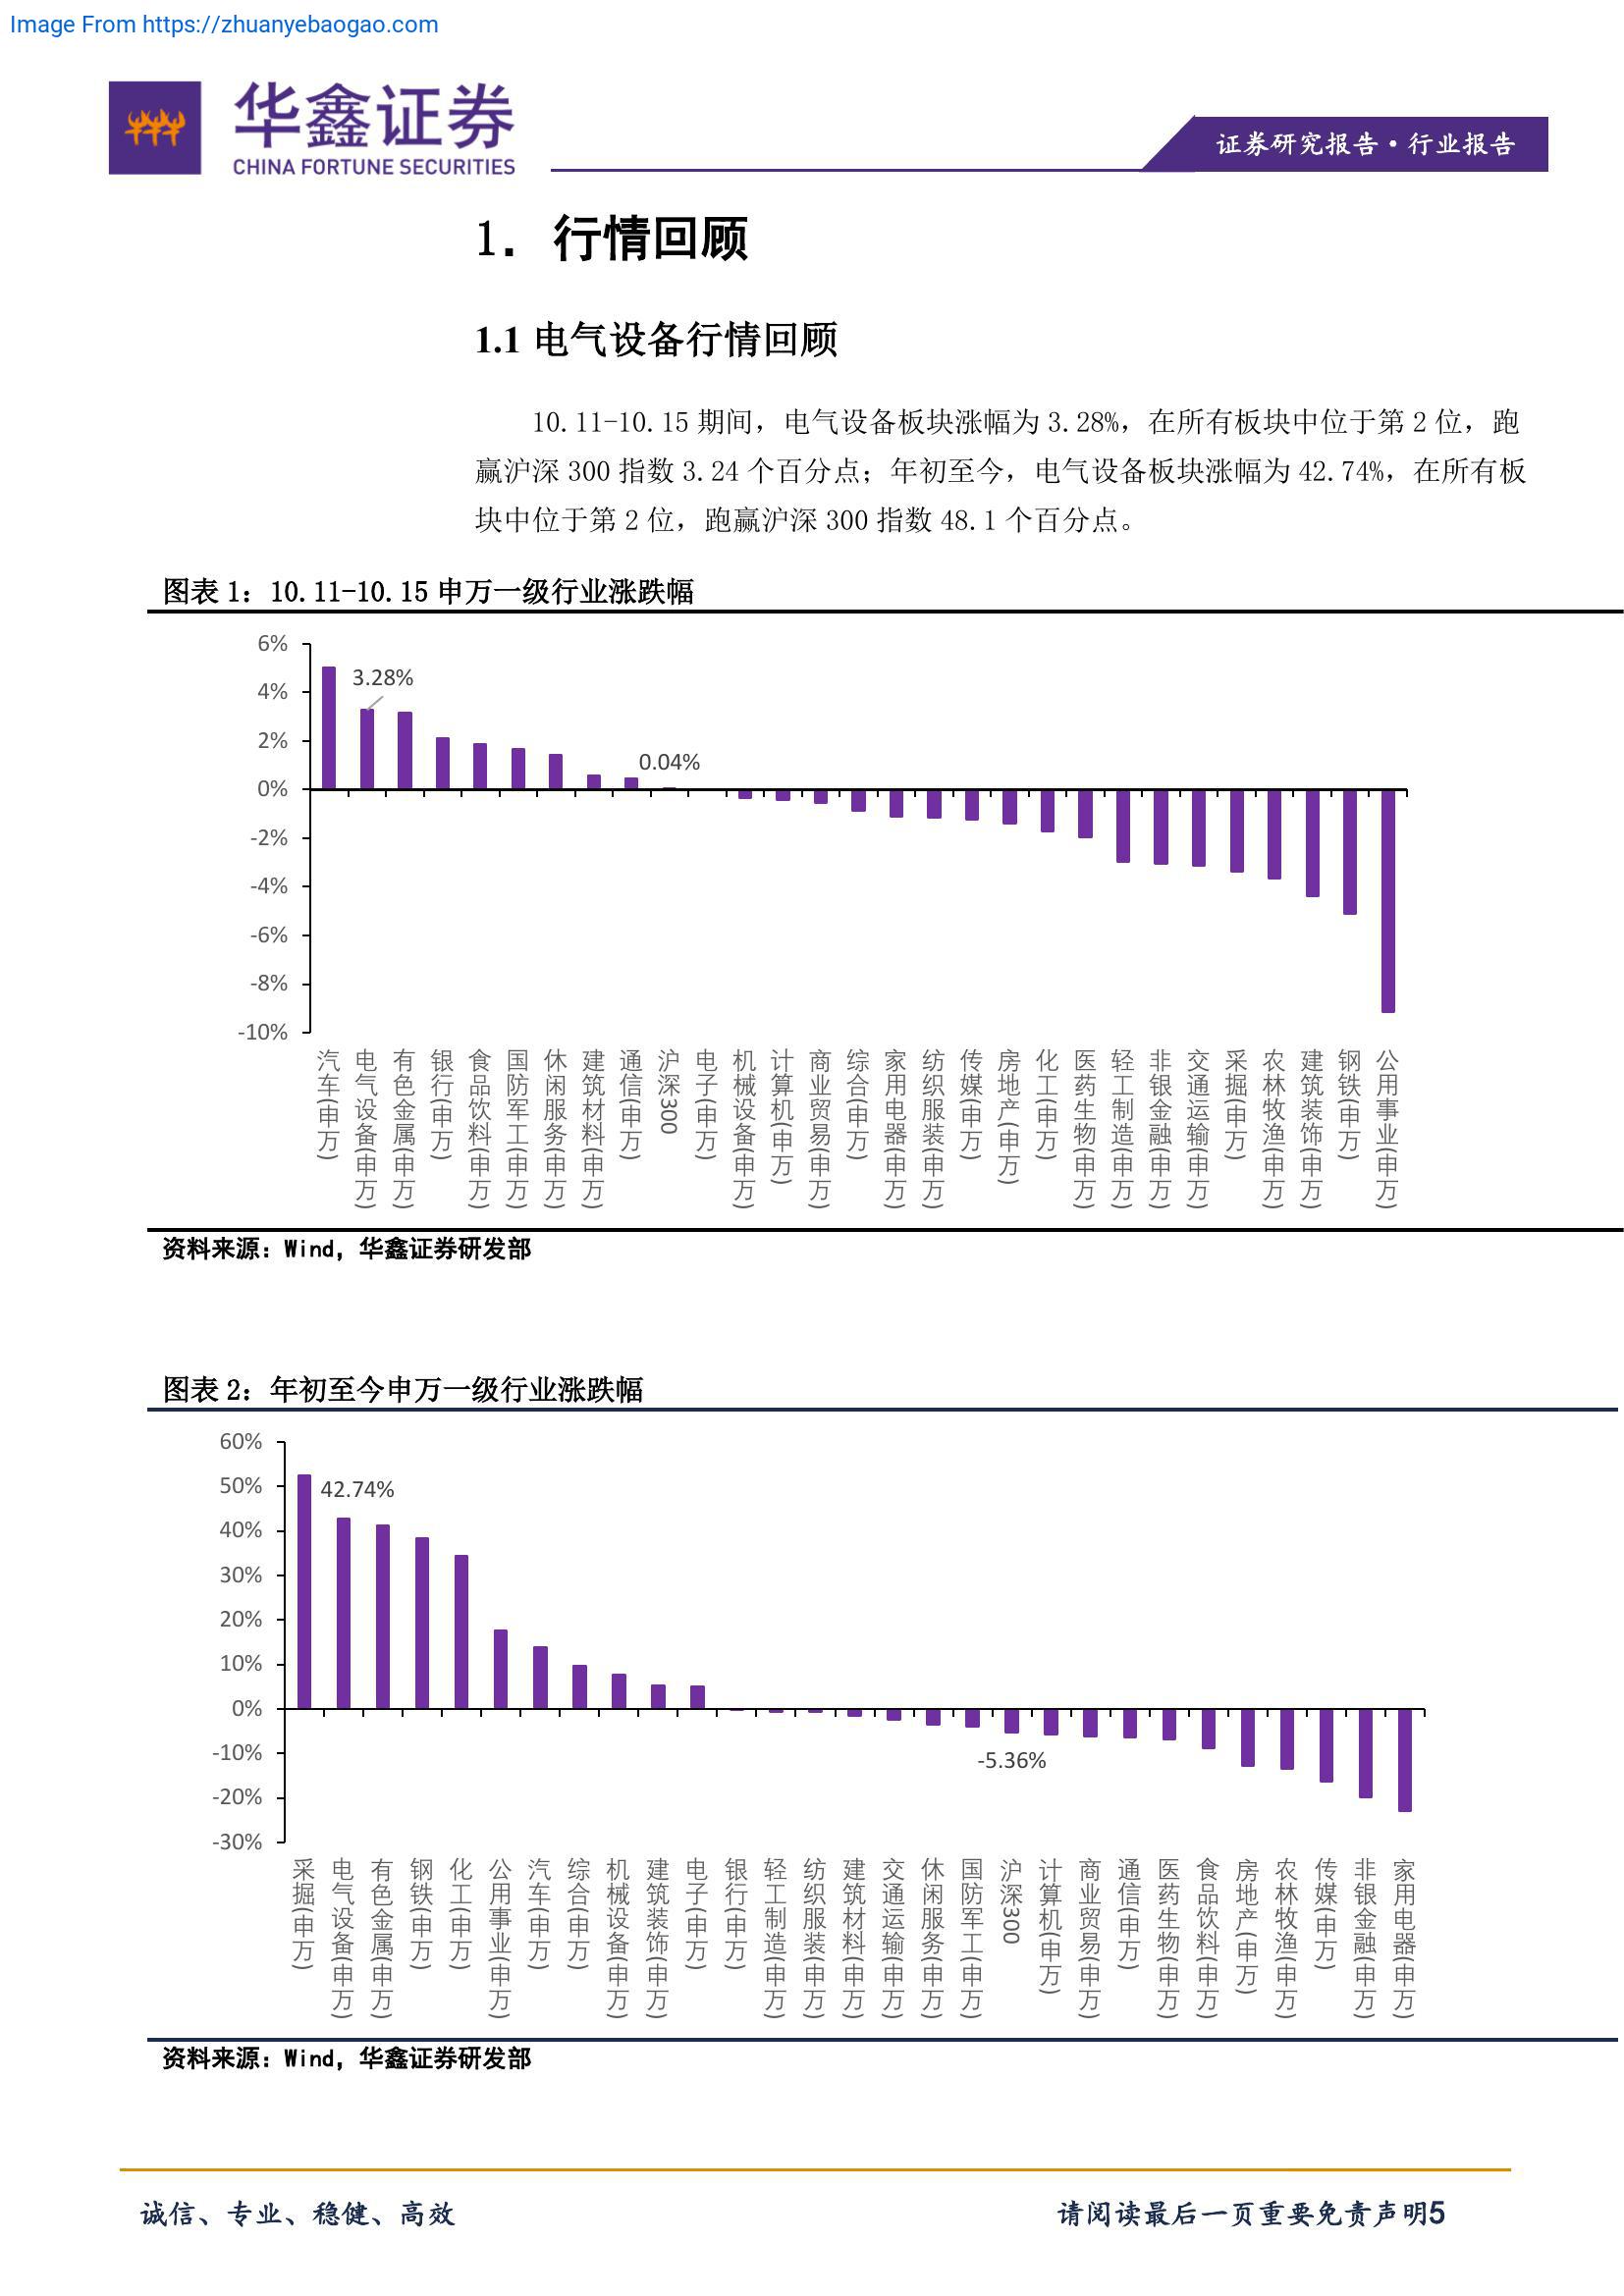 Image From https://zhuanyebaogao.com
华鑫证券
CHINA FORTUNE SECURITIES
证券研究报告·行业报告
1. 行情回顾
1.1 电气设备行情回顾
10.11-10.15 期间，电气设备板块涨幅为 3.28%，在所有板块中位于第 2 位，跑
赢沪深 300 指数 3.24 个百分点；年初至今，电气设备板块涨幅为 42.74%，在所有板
块中位于第 2 位，跑赢沪深 300 指数 48.1 个百分点。
图表 1：10.11-10.15 申万一级行业涨跌幅
6%
4%
2%
0%
-2%
-4%
-6%
-8%
-10%
3.28%
0.04%
汽车(申万)
电气设备(申万)
有色金属(申万)
银行(申万)
食品饮料(申万)
国防军工(申万)
休闲服务(申万)
建筑材料(申万)
通信(申万)
沪深300
电子(申万)
机械设备(申万)
计算机(申万)
商业贸易(申万)
综合(申万)
家用电器(申万)
纺织服装(申万)
传媒(申万)
房地产(申万)
化工(申万)
医药生物(申万)
轻工制造(申万)
非银金融(申万)
交通运输(申万)
采掘(申万)
农林牧渔(申万)
建筑装饰(申万)
钢铁(申万)
公用事业(申万)
资料来源：Wind，华鑫证券研发部
图表 2：年初至今申万一级行业涨跌幅
60%
50%
40%
30%
20%
10%
0%
-10%
-20%
-30%
42.74%
-5.36%
采掘(申万)
电气设备(申万)
有色金属(申万)
钢铁(申万)
化工(申万)
公用事业(申万)
汽车(申万)
综合(申万)
机械设备(申万)
建筑装饰(申万)
电子(申万)
银行(申万)
轻工制造(申万)
纺织服装(申万)
建筑材料(申万)
交通运输(申万)
休闲服务(申万)
国防军工(申万)
沪深300
计算机(申万)
商业贸易(申万)
通信(申万)
医药生物(申万)
食品饮料(申万)
房地产(申万)
农林牧渔(申万)
传媒(申万)
非银金融(申万)
家用电器(申万)
资料来源：Wind，华鑫证券研发部
诚信、专业、稳健、高效
请阅读最后一页重要免责声明5